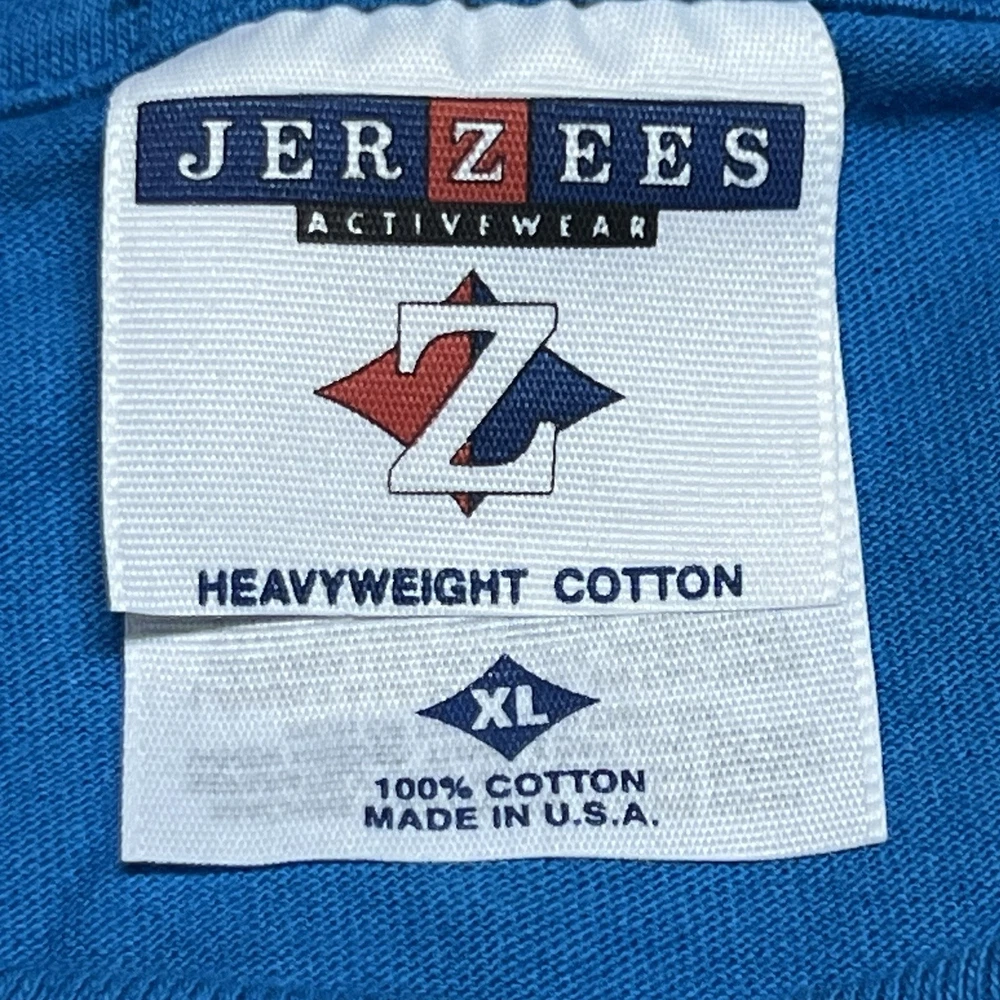 JERZEES
ACTIVEWEAR
Z
HEAVYWEIGHT COTTON
XL
100% COTTON
MADE IN U.S.A.